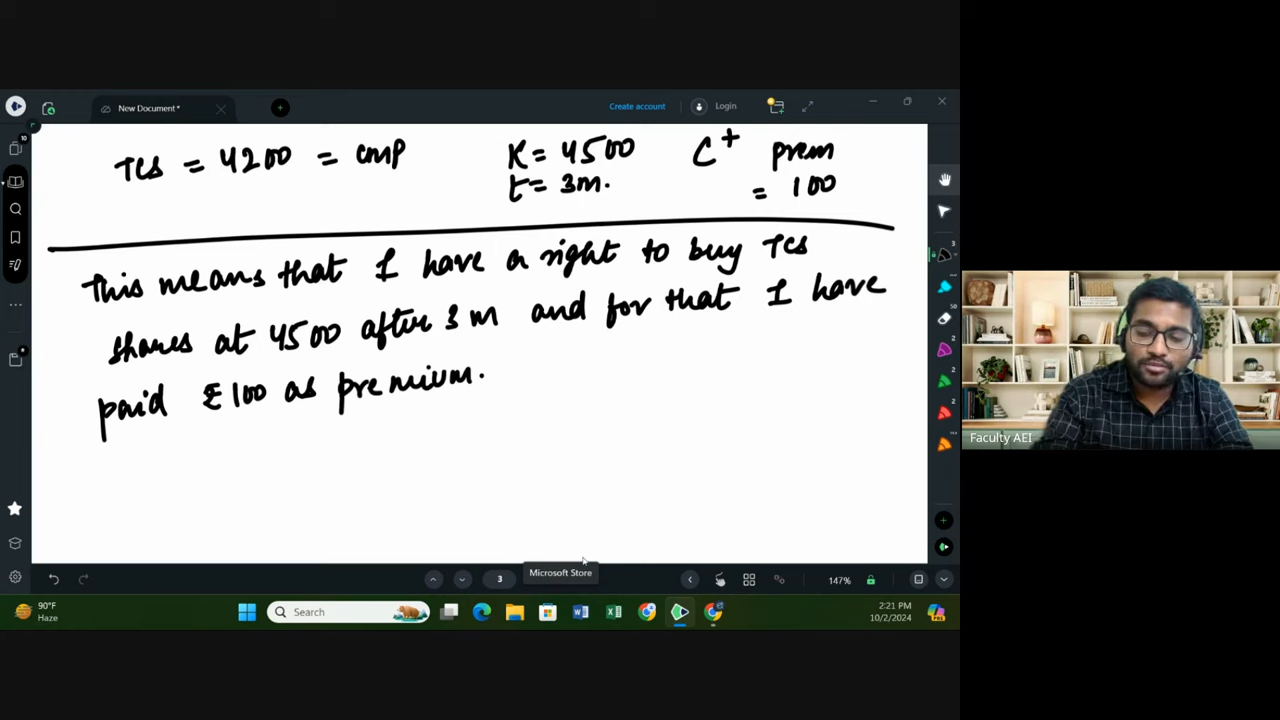 New Document*
Create account
Login
TCS = 4200 = CMP
K = 4500
t = 3m.
C+
prem
= 100
This means that I have a right to buy TCS
shares at 4500 after 3 m and for that I have
paid ₹100 as premium.
Faculty AEI
Microsoft Store
3
147%
90°F
Haze
Search
2:21 PM
10/2/2024